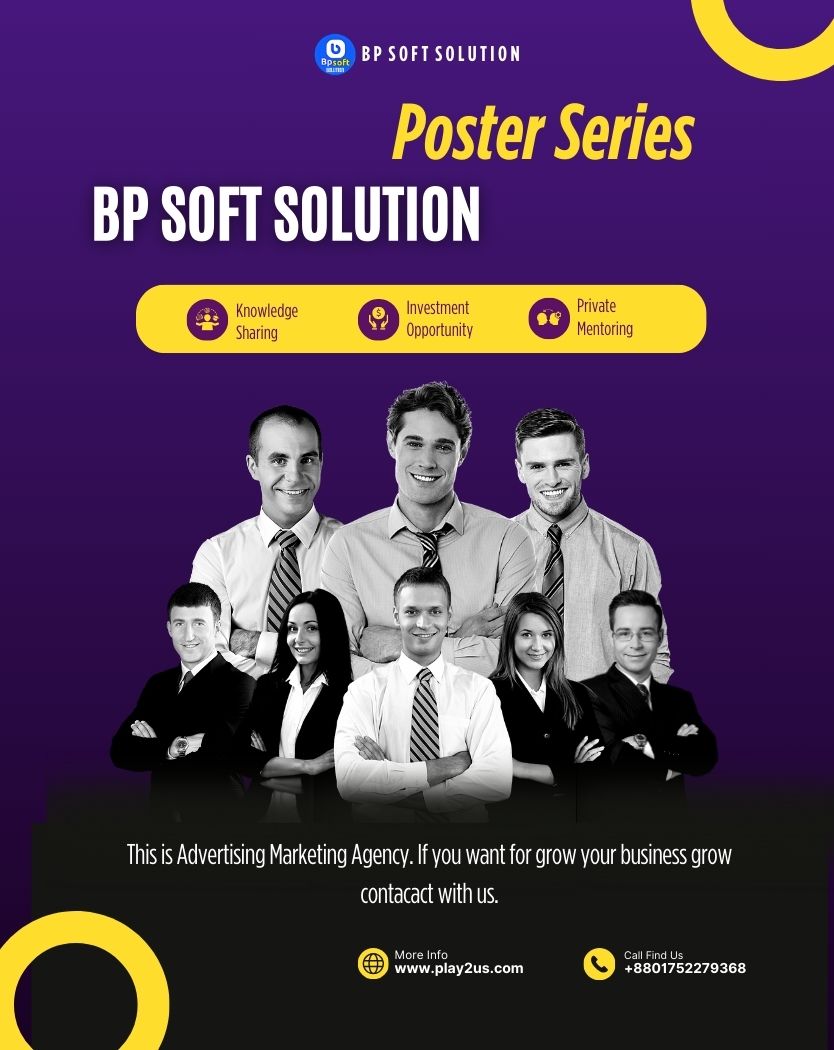 b
Bpsoft
SOLUTION
BP SOFT SOLUTION
Poster Series
BP SOFT SOLUTION
Knowledge
Sharing
Investment
Opportunity
Private
Mentoring
This is Advertising Marketing Agency. If you want for grow your business grow
contacact with us.
More Info
www.play2us.com
Call Find Us
+8801752279368